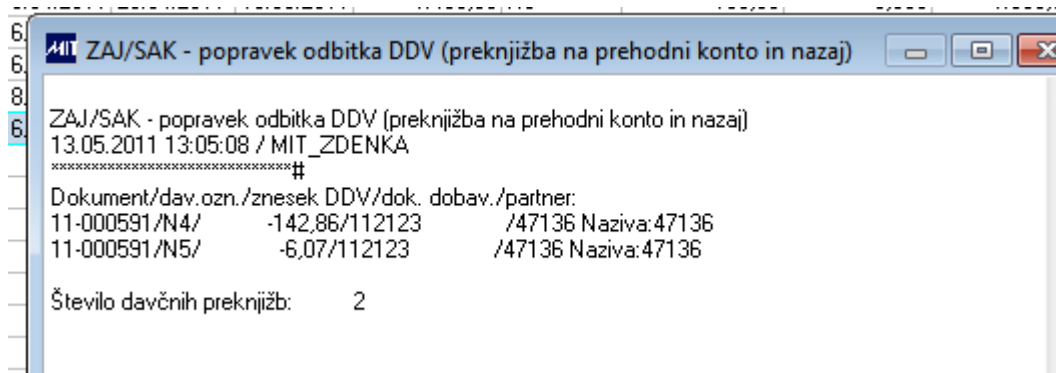 MIT ZAJ/SAK - popravek odbitka DDV (preknjižba na prehodni konto in nazaj)
ZAJ/SAK - popravek odbitka DDV (preknjižba na prehodni konto in nazaj)
13.05.2011 13:05:08 / MIT_ZDENKA
******************************#
Dokument/dav.ozn./znesek DDV/dok. dobav./partner:
11-000591/N4/ -142,86/112123 /47136 Naziva:47136
11-000591/N5/ -6,07/112123 /47136 Naziva:47136
Število davčnih preknjižb: 2